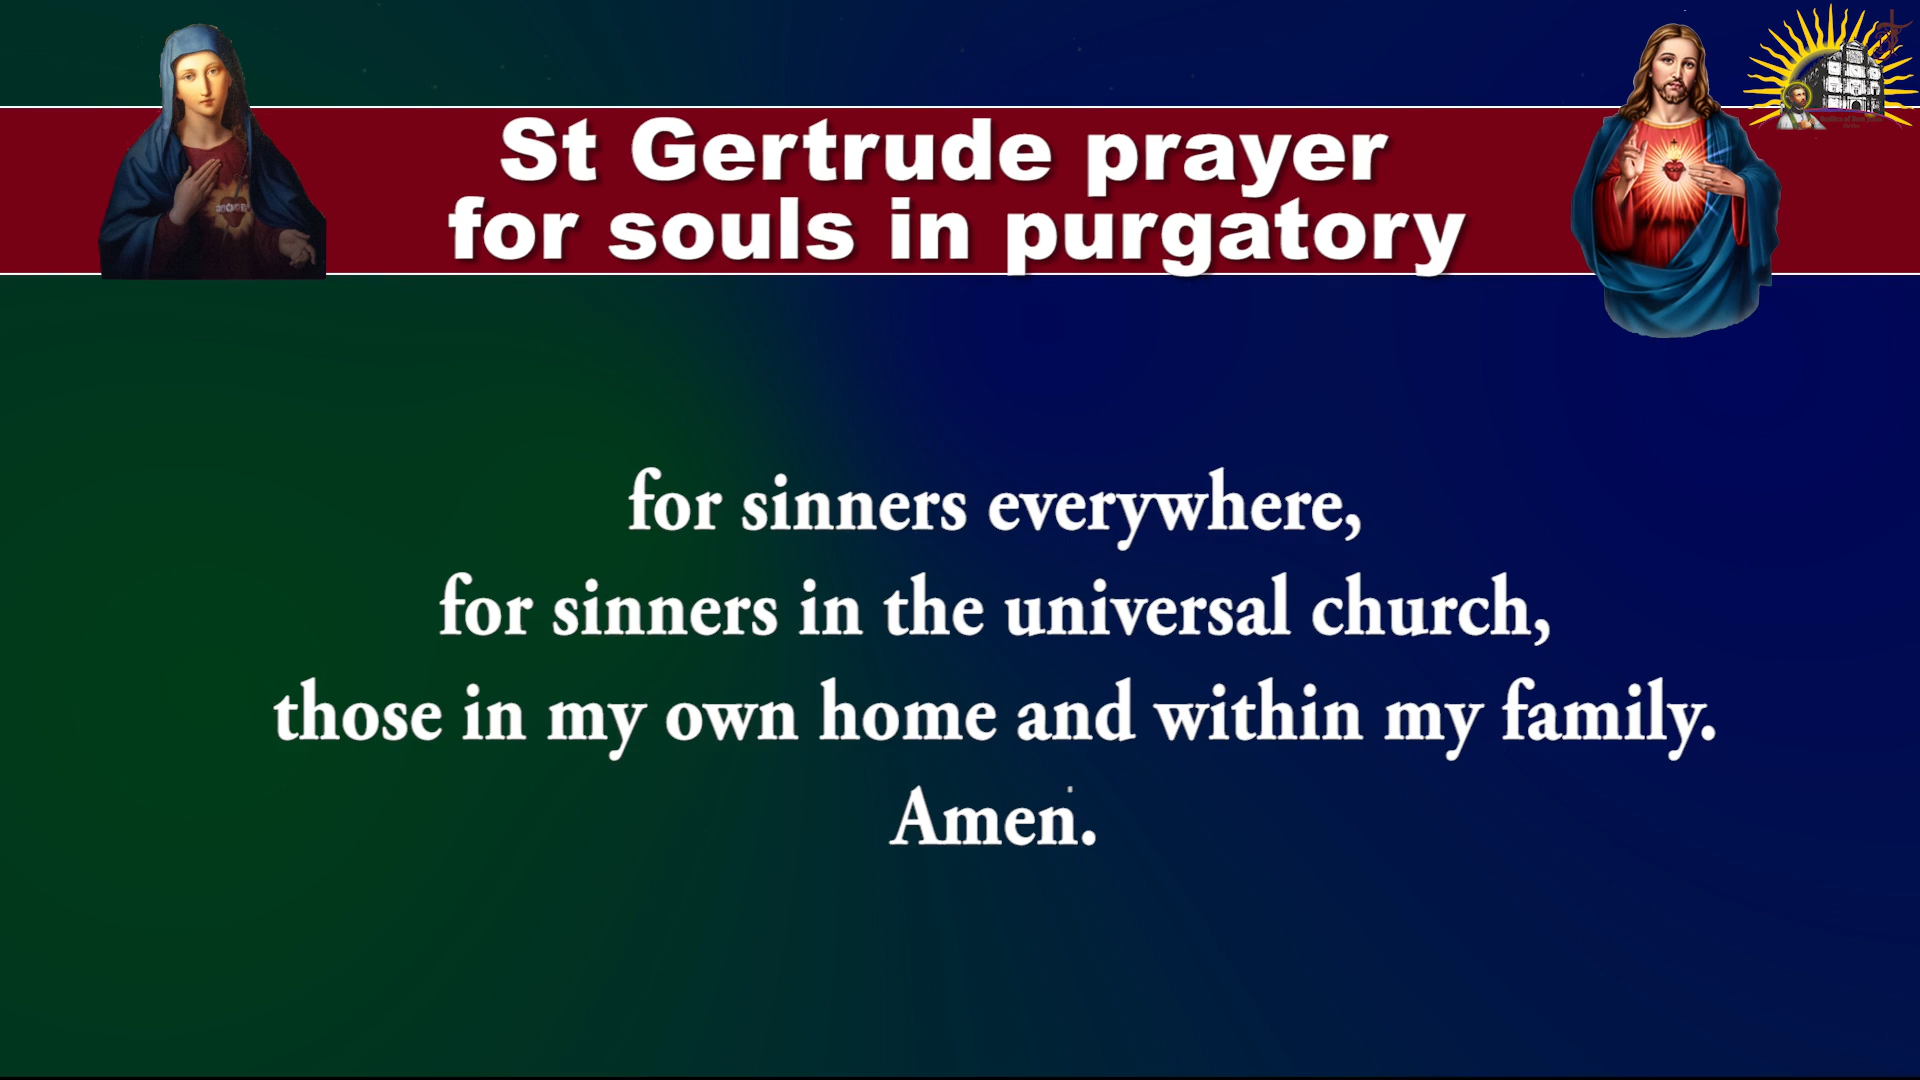 St Gertrude prayer
for souls in purgatory
for sinners everywhere,
for sinners in the universal church,
those in my own home and within my family.
Amen.